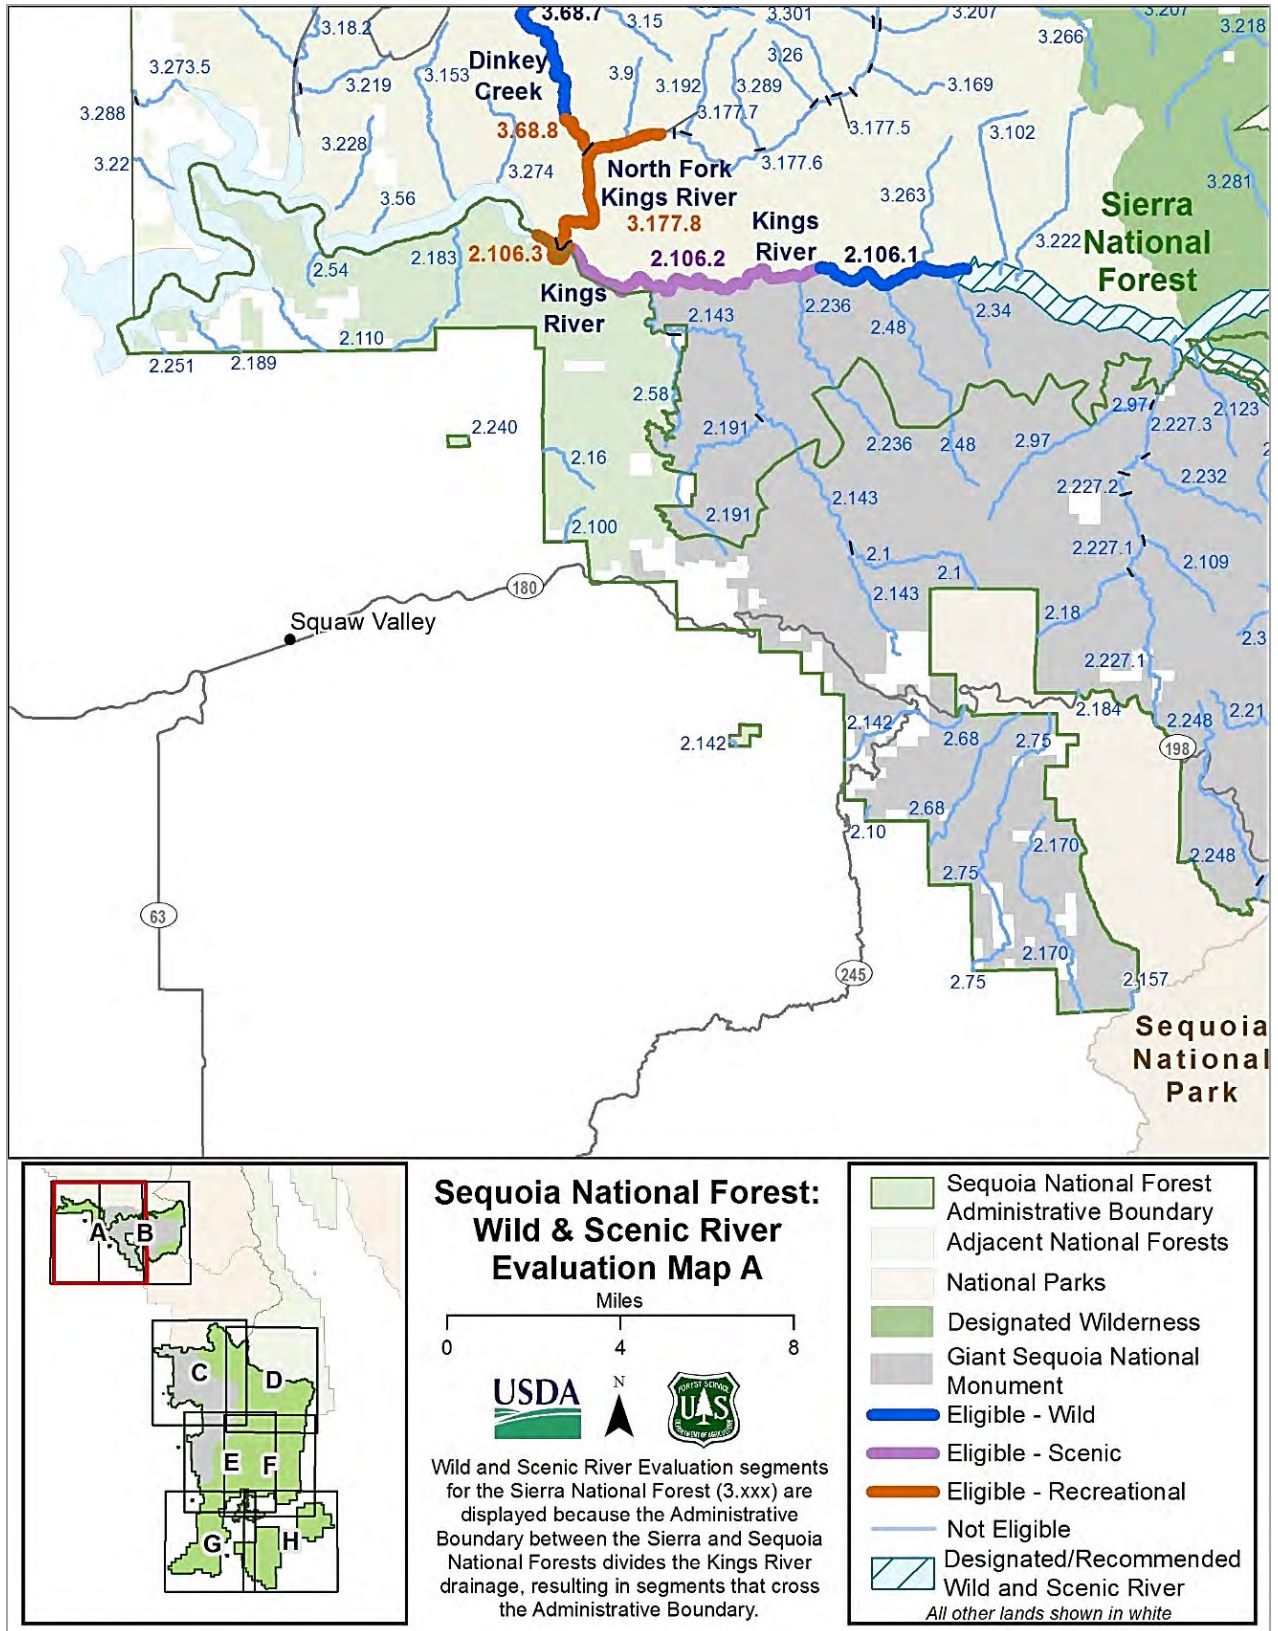 3.68.7
3.15
3.301
3.207
3.207
3.218
3.18.2
3.266
Dinkey
Creek
3.273.5
3.219
3.153
3.9
3.192
3.289
3.26
3.169
3.288
3.177.7
3.68.8
3.228
3.177.5
3.102
3.22
3.274
North Fork
Kings River
3.177.8
3.177.6
3.281
3.56
3.263
Kings
River
Sierra
National
Forest
3.222
2.54
2.183
2.106.3
2.106.2
2.106.1
Kings
River
2.143
2.236
2.48
2.34
2.110
2.251
2.189
2.58
2.97
2.123
2.240
2.191
2.227.3
2.236
2.48
2.97
2.16
2.232
2.227.2
2.143
2.191
2.100
2.227.1
2.1
2.109
2.1
180
2.143
2.18
Squaw Valley
2.3
2.227.1
2.184
2.21
2.142
2.248
2.142
2.68
2.75
198
2.68
2.10
2.170
2.248
2.75
63
2.170
245
2.75
2.157
Sequoia
National
Park
A
B
C
D
E
F
G
H
Sequoia National Forest:
Wild & Scenic River
Evaluation Map A
Miles
0
4
8
USDA
N
FOREST SERVICE
U S
DEPARTMENT OF AGRICULTURE
Wild and Scenic River Evaluation segments
for the Sierra National Forest (3.xxx) are
displayed because the Administrative
Boundary between the Sierra and Sequoia
National Forests divides the Kings River
drainage, resulting in segments that cross
the Administrative Boundary.
Sequoia National Forest
Administrative Boundary
Adjacent National Forests
National Parks
Designated Wilderness
Giant Sequoia National
Monument
Eligible - Wild
Eligible - Scenic
Eligible - Recreational
Not Eligible
Designated/Recommended
Wild and Scenic River
All other lands shown in white